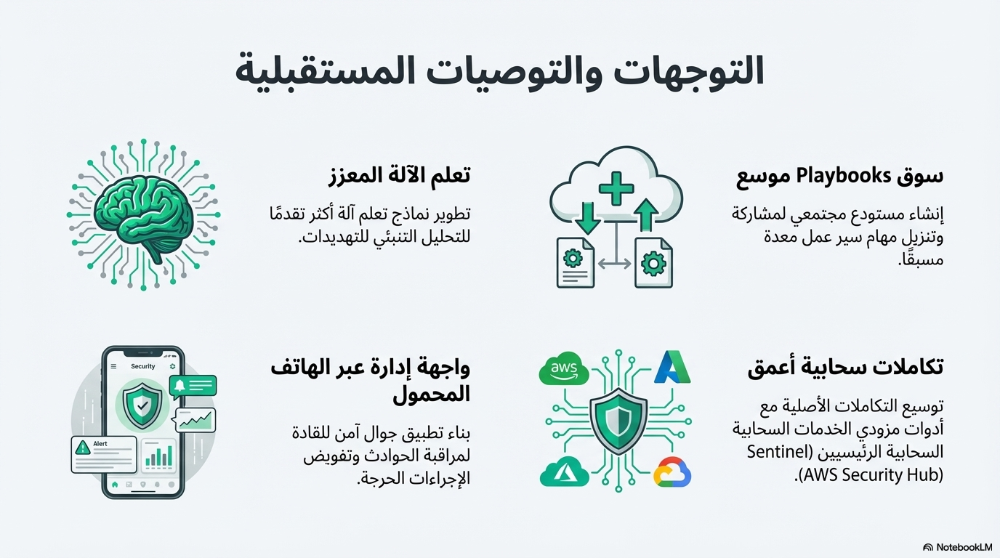 التوجهات والتوصيات المستقبلية
سوق Playbooks موسع
إنشاء مستودع مجتمعي لمشاركة
وتنزيل مهام سير عمل معدة
مسبقًا.
تعلم الآلة المعزز
تطوير نماذج تعلم آلة أكثر تقدمًا
للتحليل التنبئي للتهديدات.
تكاملات سحابية أعمق
توسيع التكاملات الأصلية مع
أدوات مزودي الخدمات السحابية
السحابية الرئيسيين (Sentinel
AWS Security Hub).
aws
واجهة إدارة عبر الهاتف
المحمول
بناء تطبيق جوال آمن للقادة
لمراقبة الحوادث وتفويض
الإجراءات الحرجة.
Security
Alert
NotebookLM